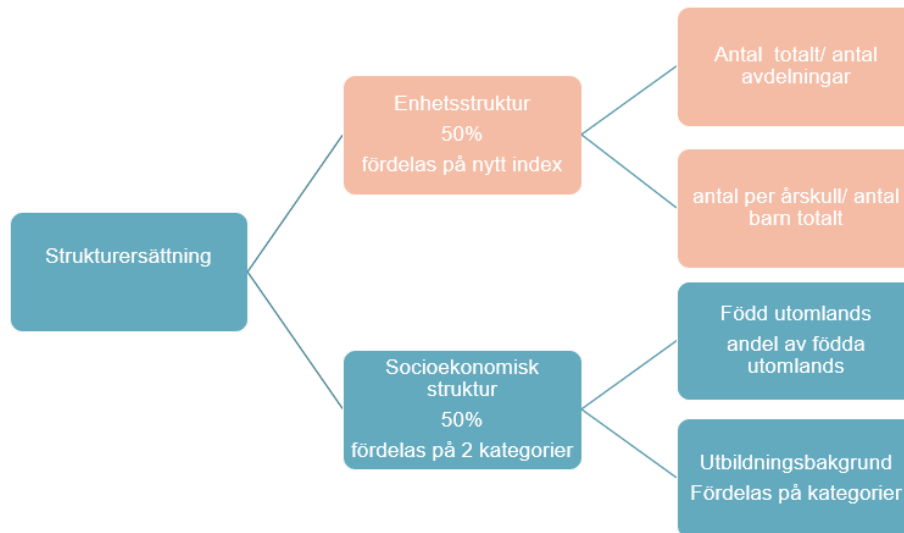 Strukturersättning
Enhetsstruktur
50%
fördelas på nytt index
Antal  totalt/ antal
avdelningar
antal per årskull/ antal
barn totalt
Socioekonomisk
struktur
50%
fördelas på 2 kategorier
Född utomlands
andel av födda
utomlands
Utbildningsbakgrund
Fördelas på kategorier